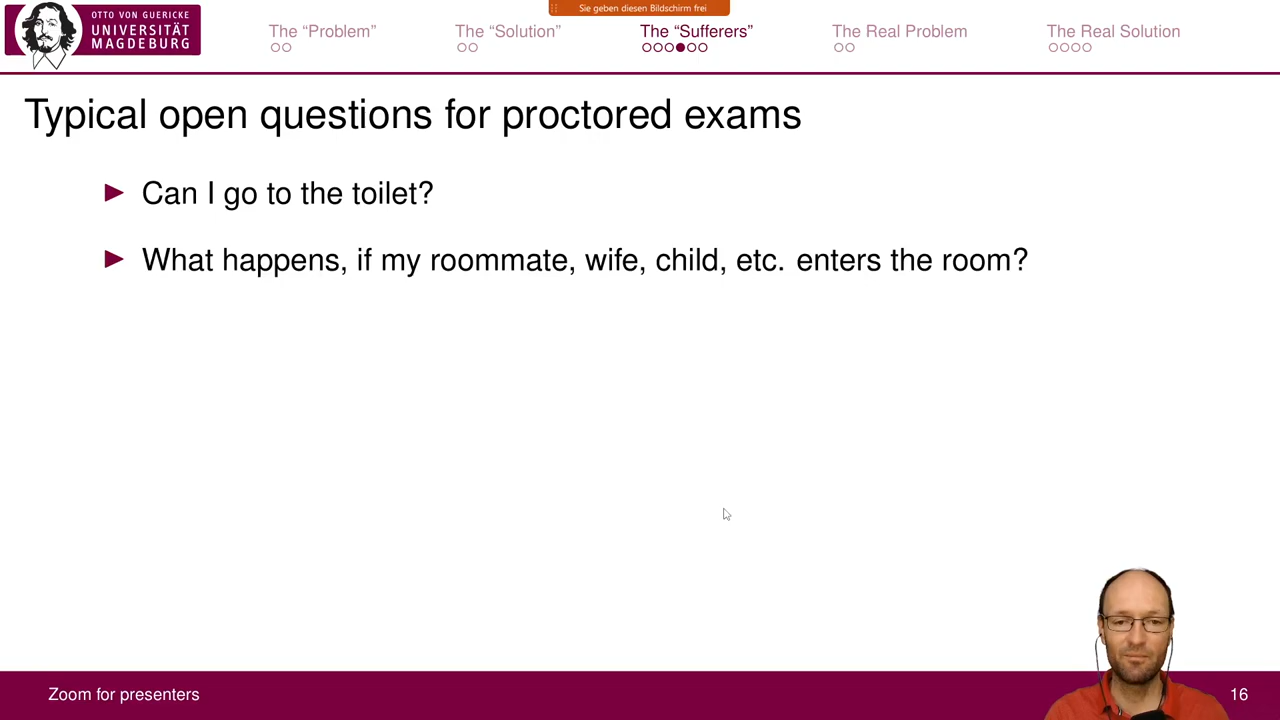 Sie geben diesen Bildschirm frei
OTTO VON GUERICKE
UNIVERSITÄT
MAGDEBURG
The “Problem”
The “Solution”
The “Sufferers”
The Real Problem
The Real Solution
Typical open questions for proctored exams
Can I go to the toilet?
What happens, if my roommate, wife, child, etc. enters the room?
Zoom for presenters
16